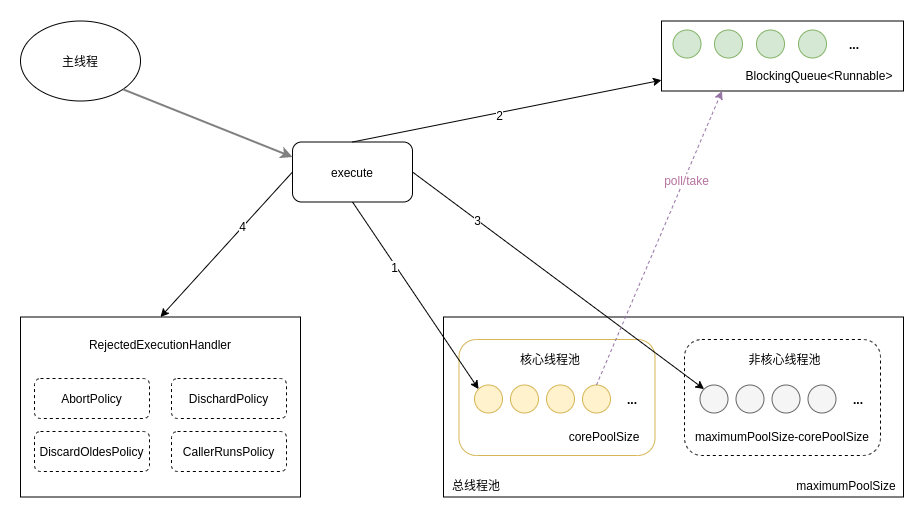 主线程
...
BlockingQueue<Runnable>
2
execute
poll/take
3
4
1
RejectedExecutionHandler
AbortPolicy
DischardPolicy
DiscardOldesPolicy
CallerRunsPolicy
核心线程池
...
corePoolSize
非核心线程池
...
maximumPoolSize-corePoolSize
总线程池
maximumPoolSize